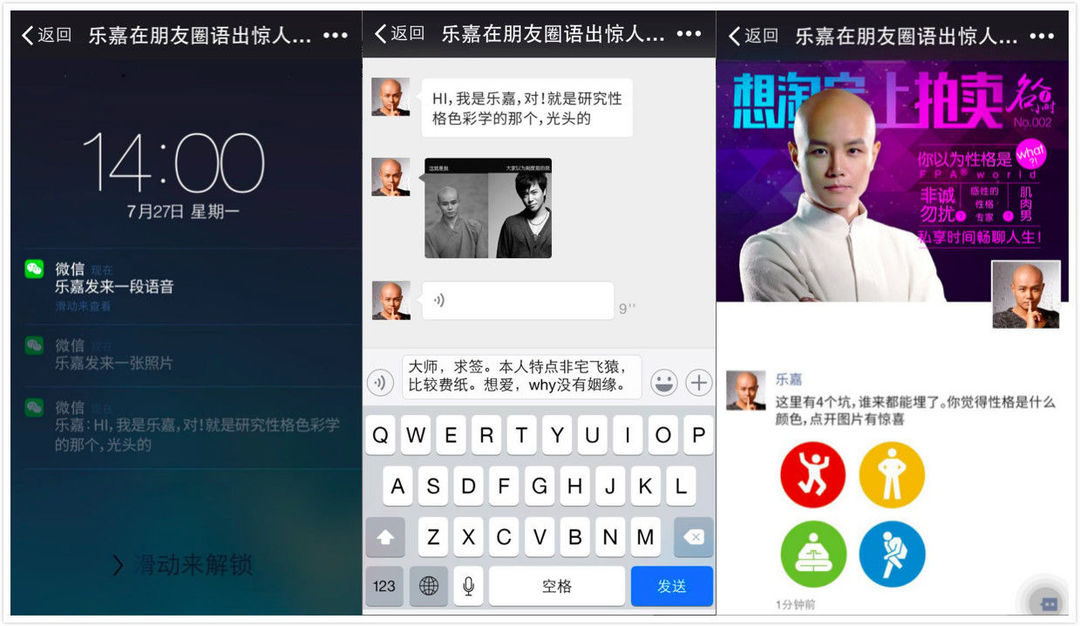 返回 乐嘉在朋友圈语出惊人...
14:00
7月27日 星期一
微信 现在
乐嘉发来一段语音
滑动来查看
微信 现在
乐嘉发来一张照片
微信 现在
乐嘉：HI,我是乐嘉,对!就是研究性格色彩学
的那个,光头的
滑动来解锁
返回 乐嘉在朋友圈语出惊人...
HI,我是乐嘉,对!就是研究性
格色彩学的那个,光头的
9''
大师，求签。本人特点非宅飞猿，
比较费纸。想爱，why没有姻缘。
Q W E R T Y U I O P
A S D F G H J K L
Z X C V B N M
123 空格 发送
返回 乐嘉在朋友圈语出惊人...
想淘宝上拍卖
No.002
你以为性格是 what?!
FPA® world
非诚
勿扰
感性的
性格
专家
肌
肉
男
私享时间畅聊人生!
乐嘉
这里有4个坑,谁来都能埋了。你觉得性格是什么
颜色,点开图片有惊喜
1分钟前